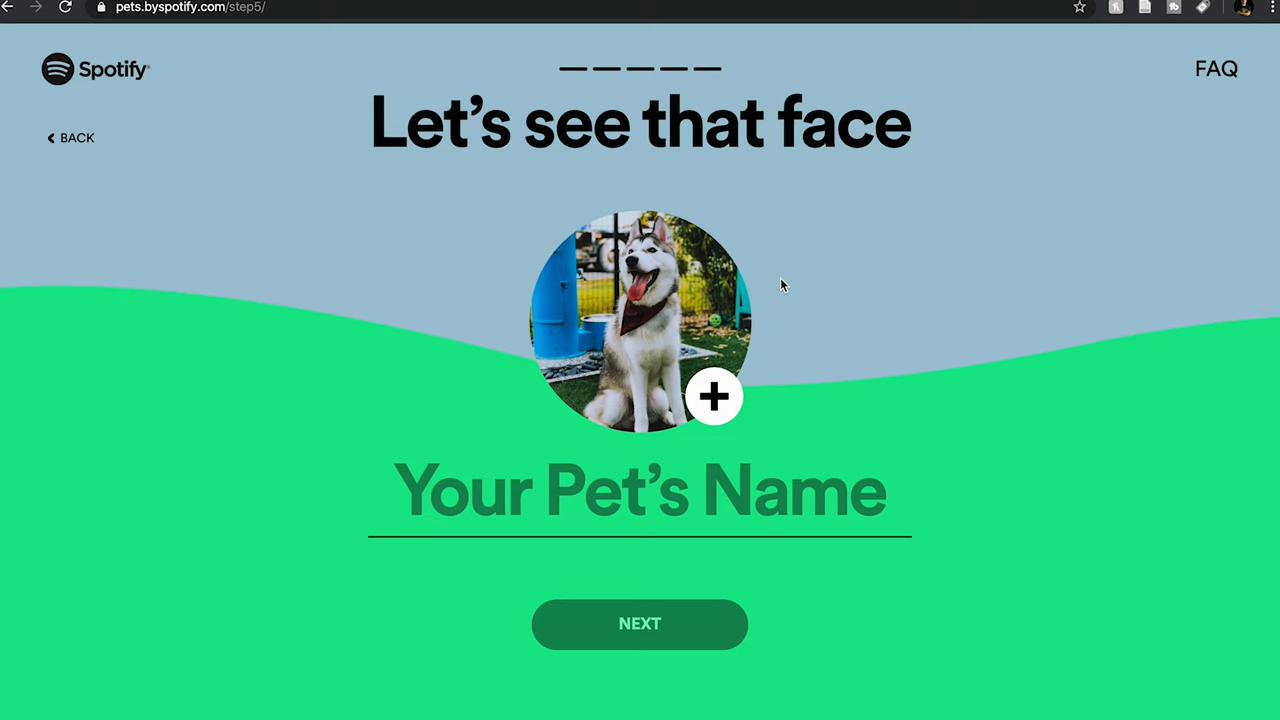 pets.byspotify.com/step5/
Spotify
FAQ
Let's see that face
BACK
Your Pet's Name
NEXT